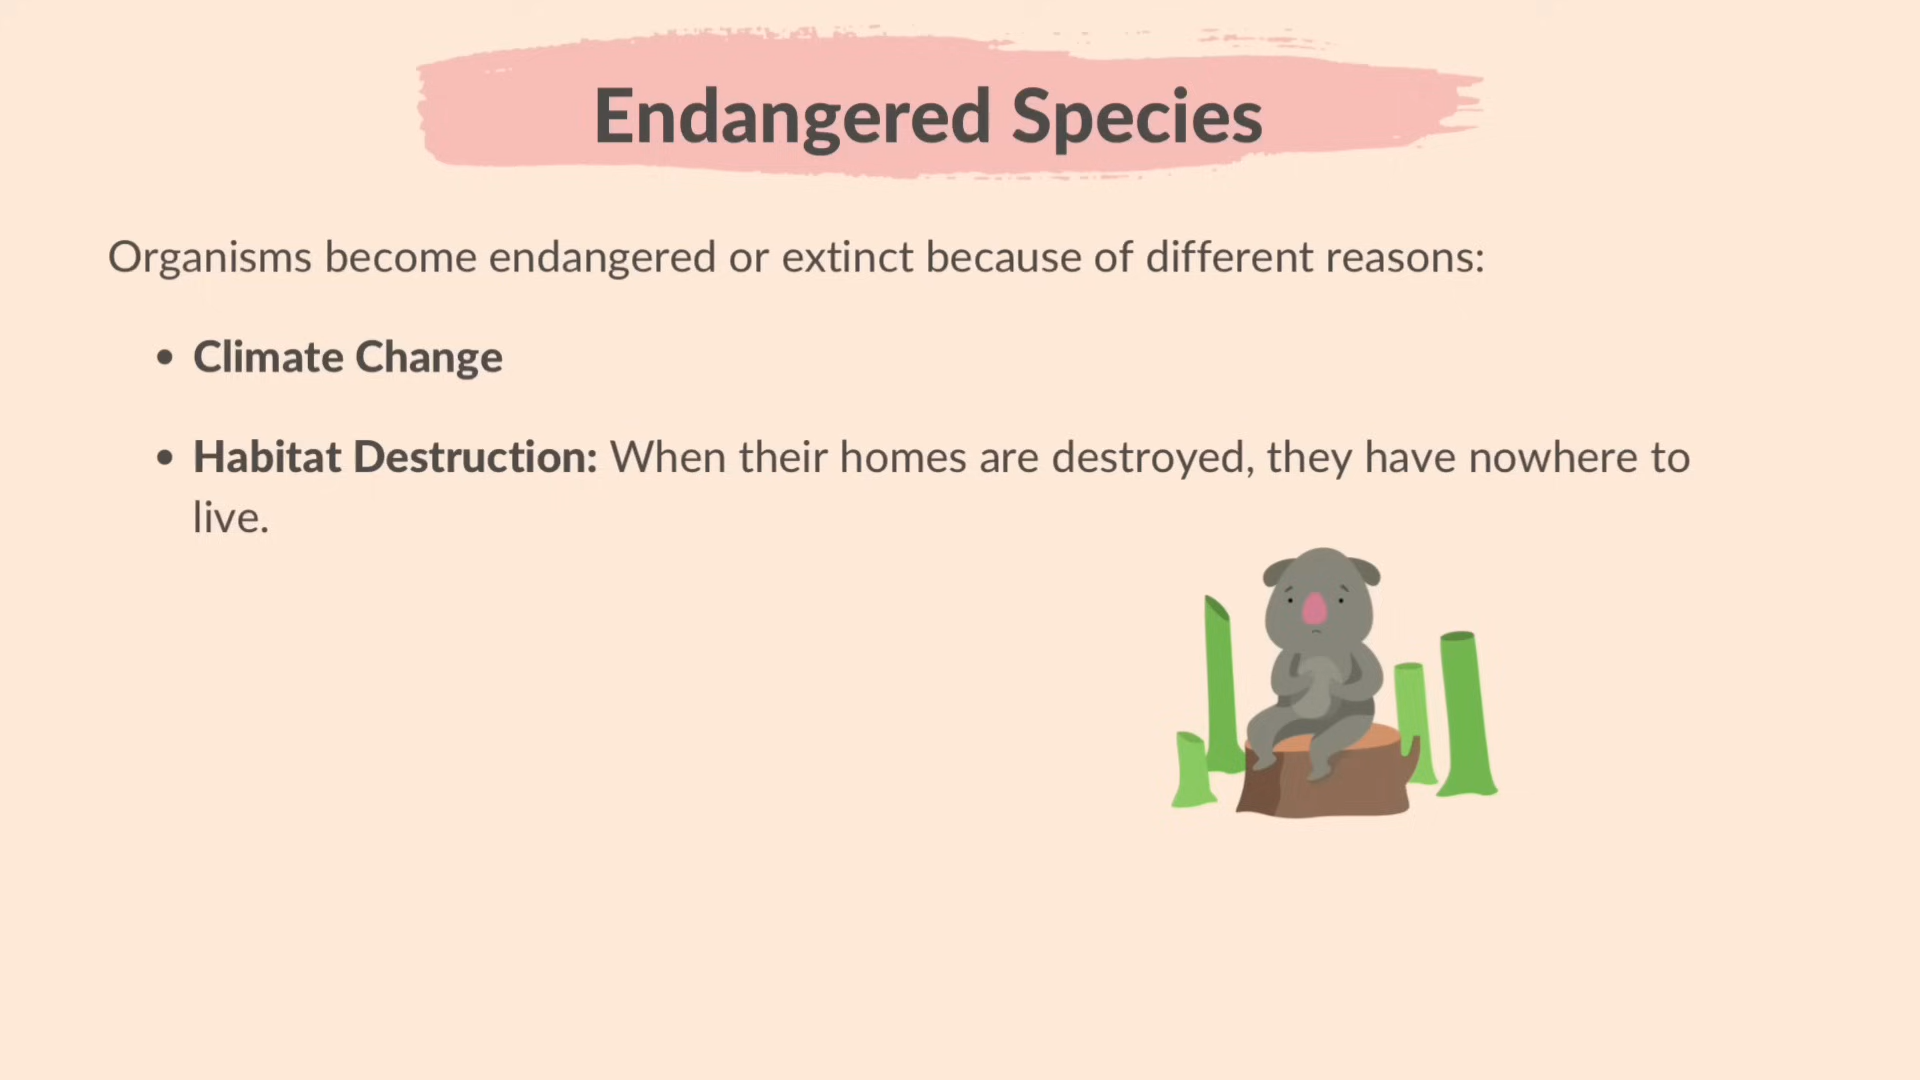 Endangered Species
Organisms become endangered or extinct because of different reasons:
• Climate Change
• Habitat Destruction: When their homes are destroyed, they have nowhere to
live.